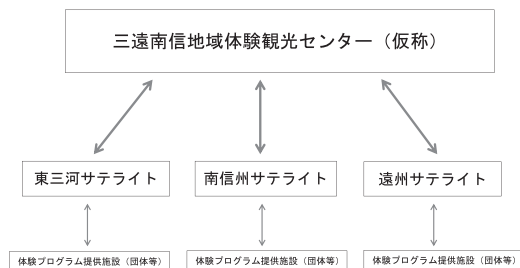 三遠南信地域体験観光センター（仮称）
東三河サテライト
南信州サテライト
遠州サテライト
体験プログラム提供施設（団体等）
体験プログラム提供施設（団体等）
体験プログラム提供施設（団体等）